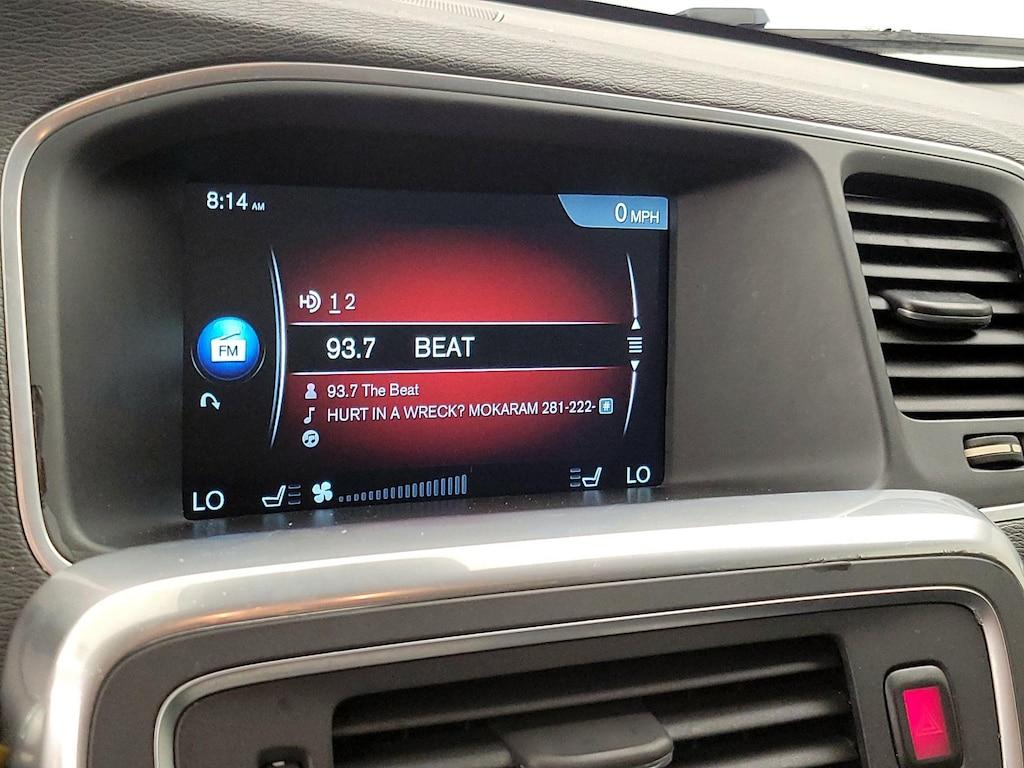 8:14 AM
0 MPH
HD 1 2
FM
93.7 BEAT
93.7 The Beat
HURT IN A WRECK? MOKARAM 281-222-#
LO LO